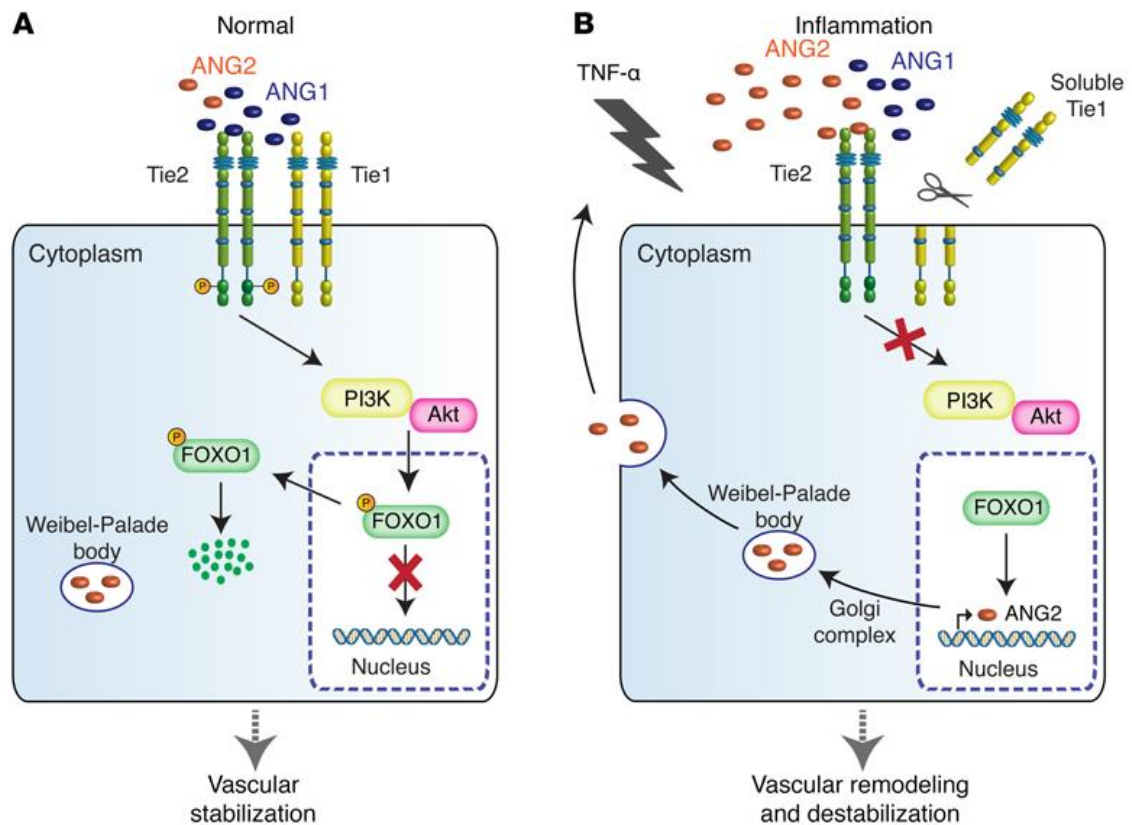 A
Normal
ANG2
ANG1
Tie2
Tie1
Cytoplasm
P
P
PI3K
Akt
P
FOXO1
P
FOXO1
Weibel-Palade
body
Nucleus
Vascular
stabilization
B
Inflammation
TNF-α
ANG2
ANG1
Soluble
Tie1
Tie2
Cytoplasm
PI3K
Akt
Weibel-Palade
body
FOXO1
ANG2
Golgi
complex
Nucleus
Vascular remodeling
and destabilization